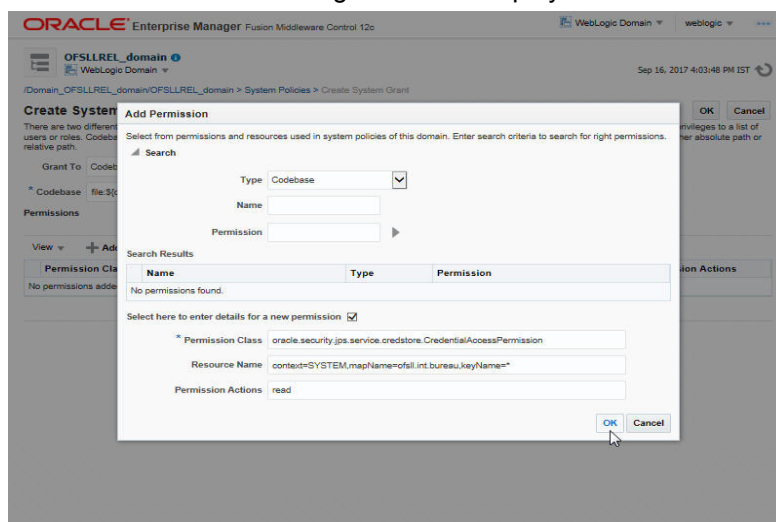 ORACLE Enterprise Manager Fusion Middleware Control 12c
WebLogic Domain
weblogic
OFSLLREL_domain
WebLogic Domain
Sep 16, 2017 4:03:48 PM IST
/Domain_OFSLLREL_domain/OFSLLREL_domain > System Policies > Create System Grant
Create System
Add Permission
OK Cancel
There are two different
Select from permissions and resources used in system policies of this domain. Enter search criteria to search for right permissions.
privileges to a list of
users or roles. Codeba
her absolute path or
relative path.
Search
Grant To Codeb
Type Codebase
* Codebase file:${d
Name
Permissions
Permission
View Add
Search Results
Permission Cla
Name Type Permission
ion Actions
No permissions adde
No permissions found.
Select here to enter details for a new permission
* Permission Class oracle.security.jps.service.credstore.CredentialAccessPermission
Resource Name context=SYSTEM,mapName=ofsll.int.bureau,keyName=*
Permission Actions read
OK Cancel